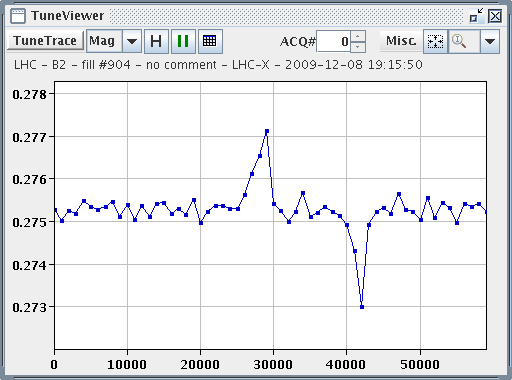 TuneViewer
TuneTrace Mag H ACQ# 0 Misc.
LHC - B2 - fill #904 - no comment - LHC-X - 2009-12-08 19:15:50
0.278
0.277
0.276
0.275
0.274
0.273
0 10000 20000 30000 40000 50000